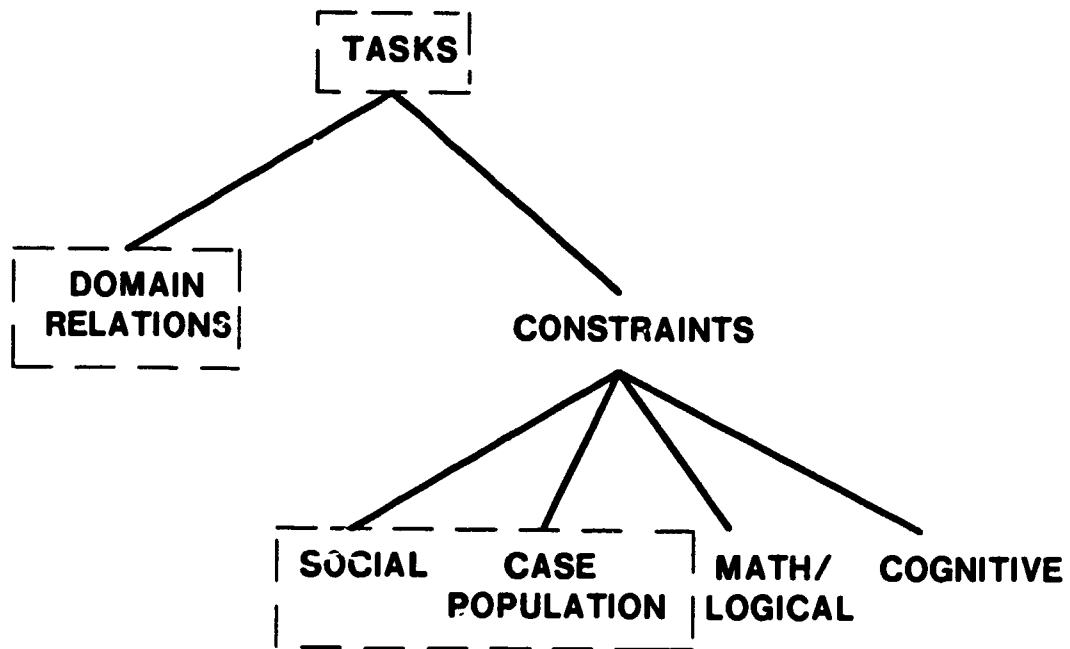 TASKS
DOMAIN
RELATIONS
CONSTRAINTS
SOCIAL
CASE
POPULATION
MATH/
LOGICAL
COGNITIVE